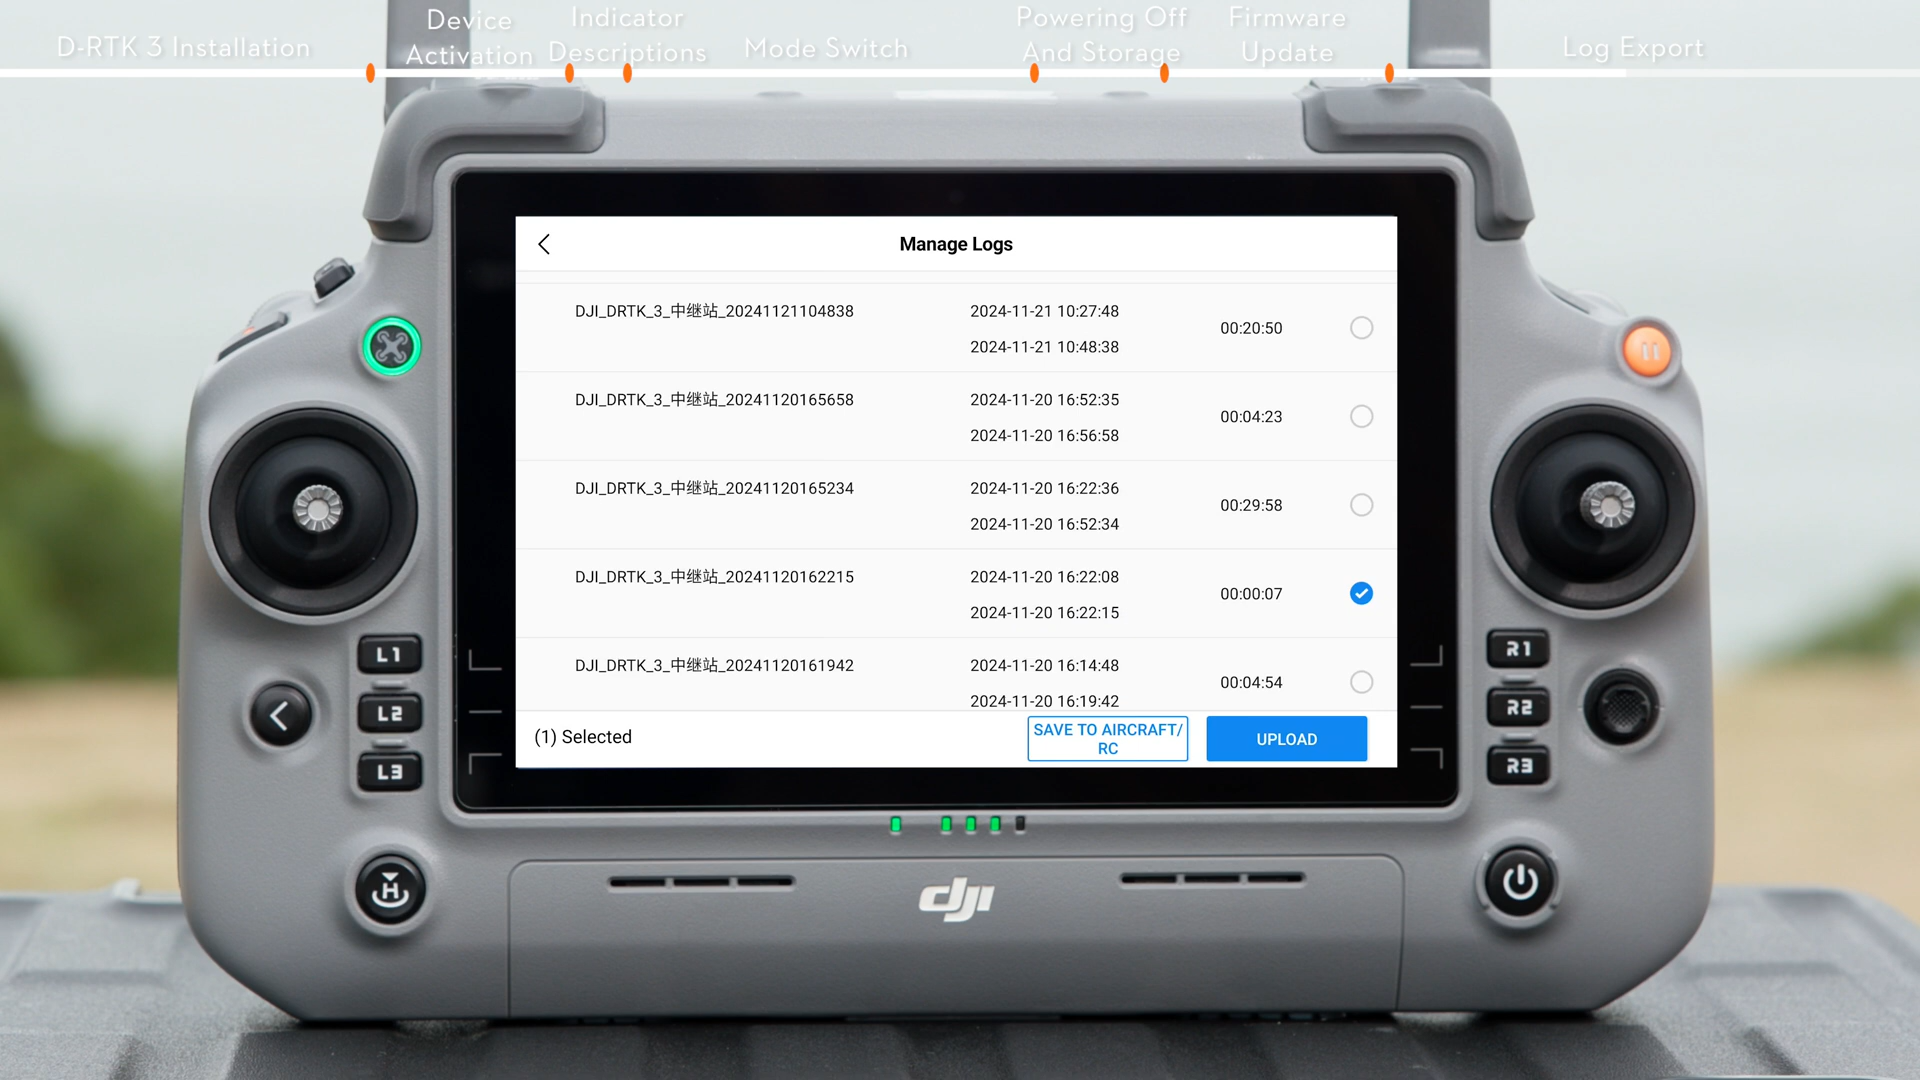 D-RTK 3 Installation
Device
Activation
Indicator
Descriptions
Mode Switch
Powering Off
And Storage
Firmware
Update
Log Export
Manage Logs
DJI_DRTK_3_中继站_20241121104838
2024-11-21 10:27:48
2024-11-21 10:48:38
00:20:50
DJI_DRTK_3_中继站_20241120165658
2024-11-20 16:52:35
2024-11-20 16:56:58
00:04:23
DJI_DRTK_3_中继站_20241120165234
2024-11-20 16:22:36
2024-11-20 16:52:34
00:29:58
DJI_DRTK_3_中继站_20241120162215
2024-11-20 16:22:08
2024-11-20 16:22:15
00:00:07
DJI_DRTK_3_中继站_20241120161942
2024-11-20 16:14:48
2024-11-20 16:19:42
00:04:54
(1) Selected
SAVE TO AIRCRAFT/
RC
UPLOAD
L1
L2
L3
R1
R2
R3
H
dji